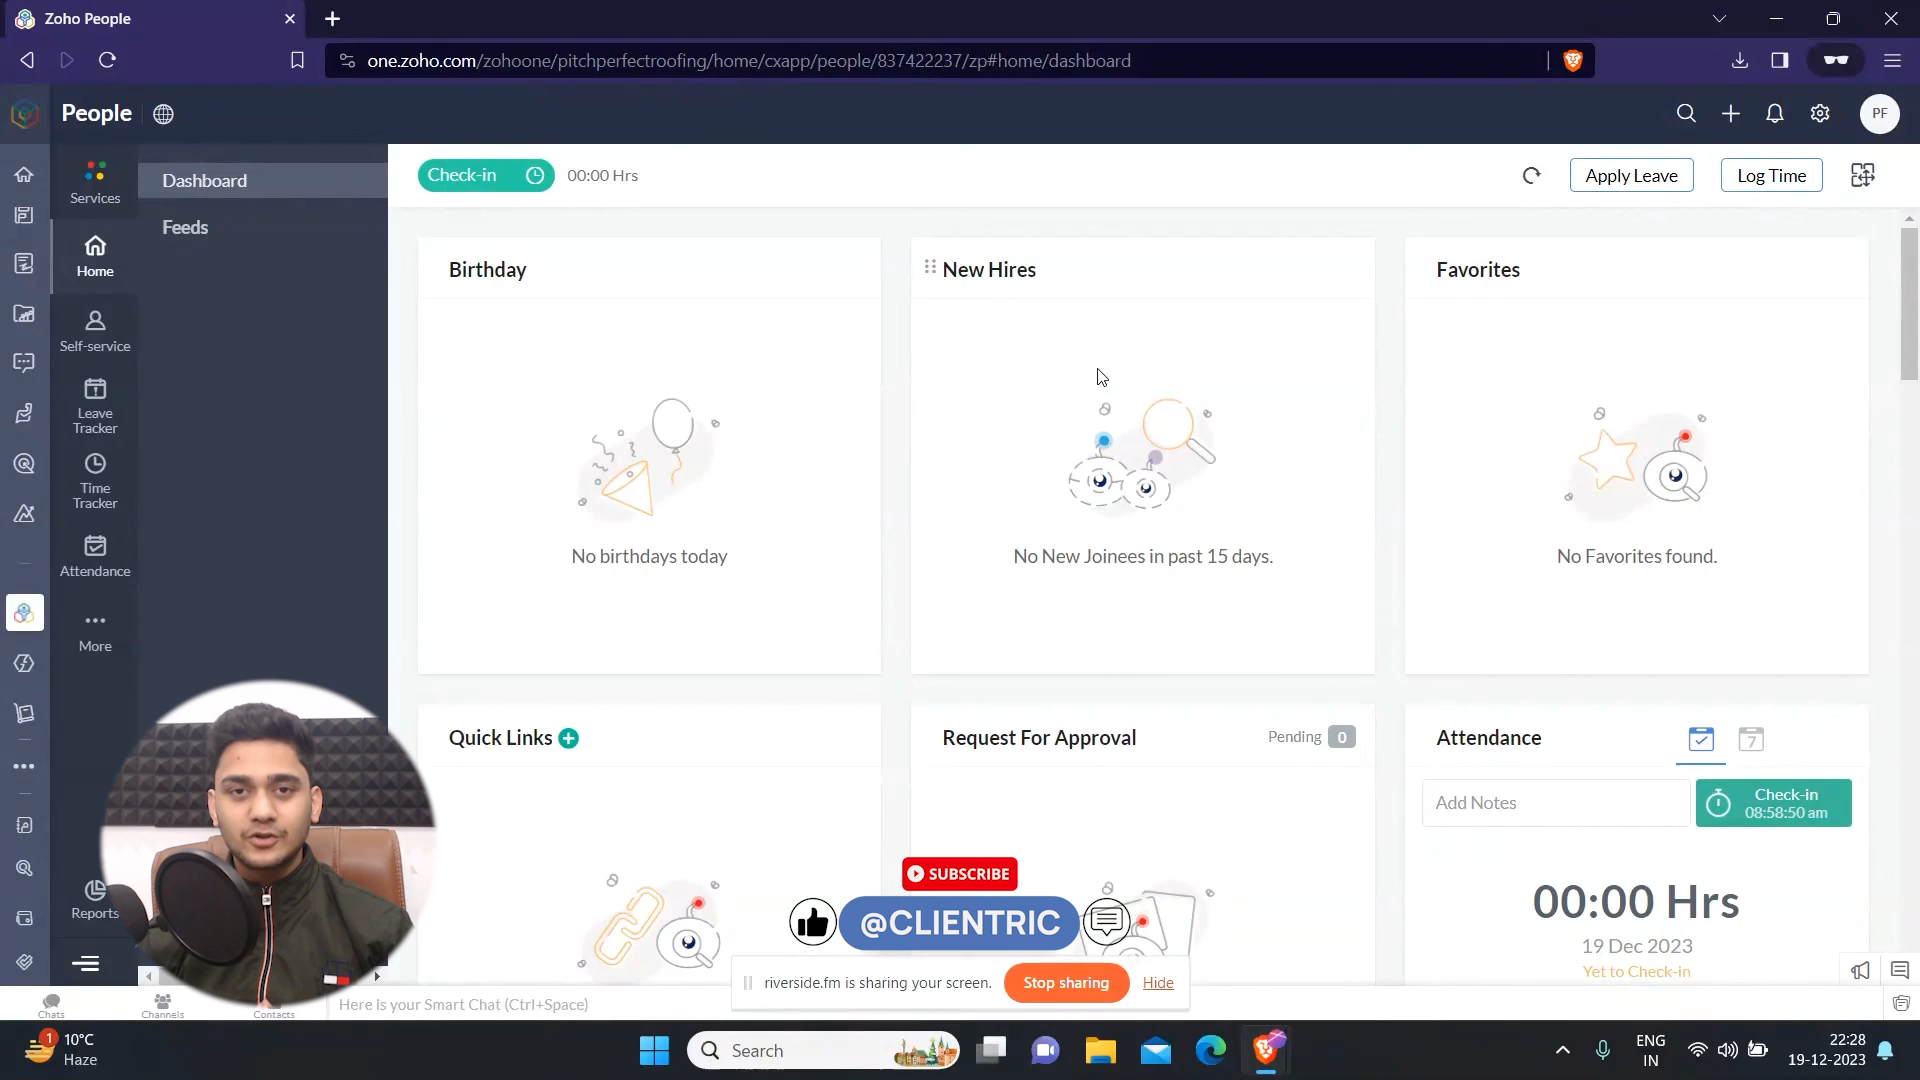 Zoho People
one.zoho.com/zohoone/pitchperfectroofing/home/cxapp/people/837422237/zp#home/dashboard
People
PF
Services
Home
Self-service
Leave
Tracker
Time
Tracker
Attendance
More
Reports
Dashboard
Feeds
Check-in
00:00 Hrs
Apply Leave
Log Time
Birthday
No birthdays today
New Hires
No New Joinees in past 15 days.
Favorites
No Favorites found.
Quick Links
Request For Approval
Pending 0
Attendance
7
Add Notes
Check-in
08:58:50 am
00:00 Hrs
19 Dec 2023
Yet to Check-in
SUBSCRIBE
@CLIENTRIC
riverside.fm is sharing your screen.
Stop sharing
Hide
Chats
Channels
Contacts
Here is your Smart Chat (Ctrl+Space)
1
10°C
Haze
Search
ENG
IN
22:28
19-12-2023